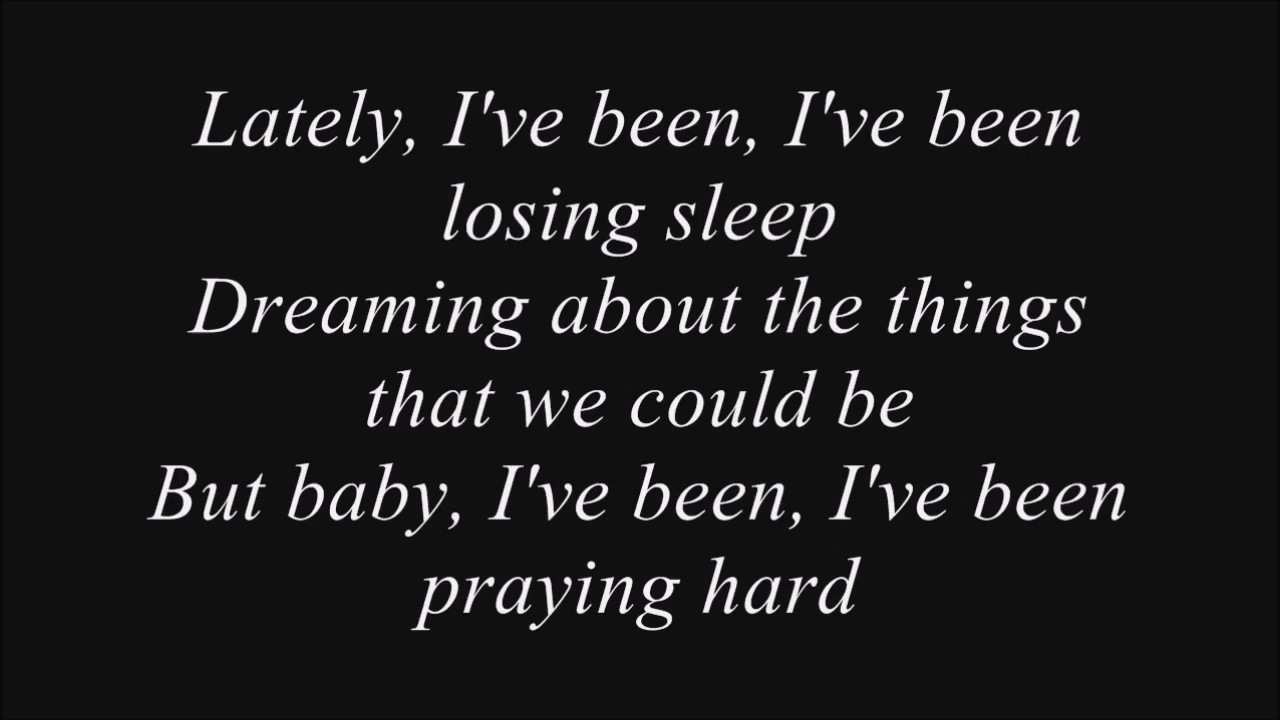 Lately, I've been, I've been
losing sleep
Dreaming about the things
that we could be
But baby, I've been, I've been
praying hard